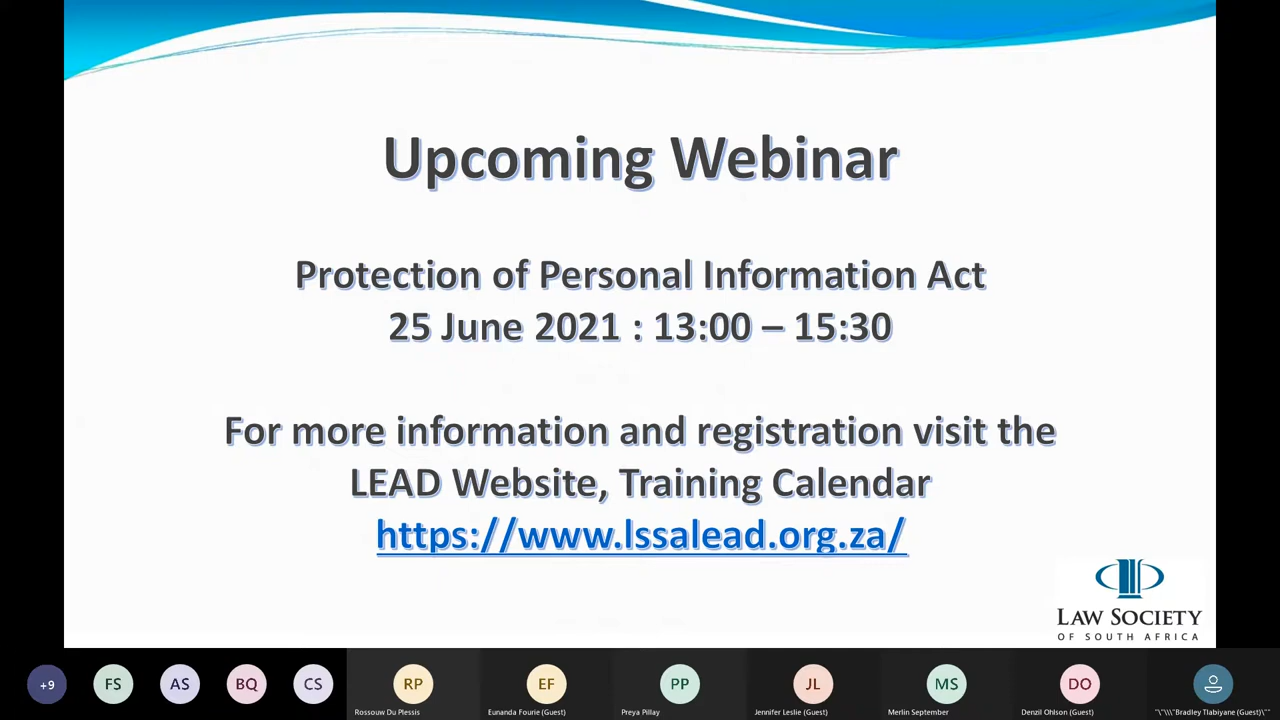 Upcoming Webinar
Protection of Personal Information Act
25 June 2021 : 13:00 – 15:30
For more information and registration visit the
LEAD Website, Training Calendar
https://www.lssalead.org.za/
LAW SOCIETY
OF SOUTH AFRICA
+9
FS
AS
BQ
CS
RP
EF
PP
JL
MS
DO
Rossouw Du Plessis
Eunanda Fourie (Guest)
Preya Pillay
Jennifer Leslie (Guest)
Merlin September
Denzil Ohlson (Guest)
"\"\\\"Bradley Tlabiyane (Guest)\""